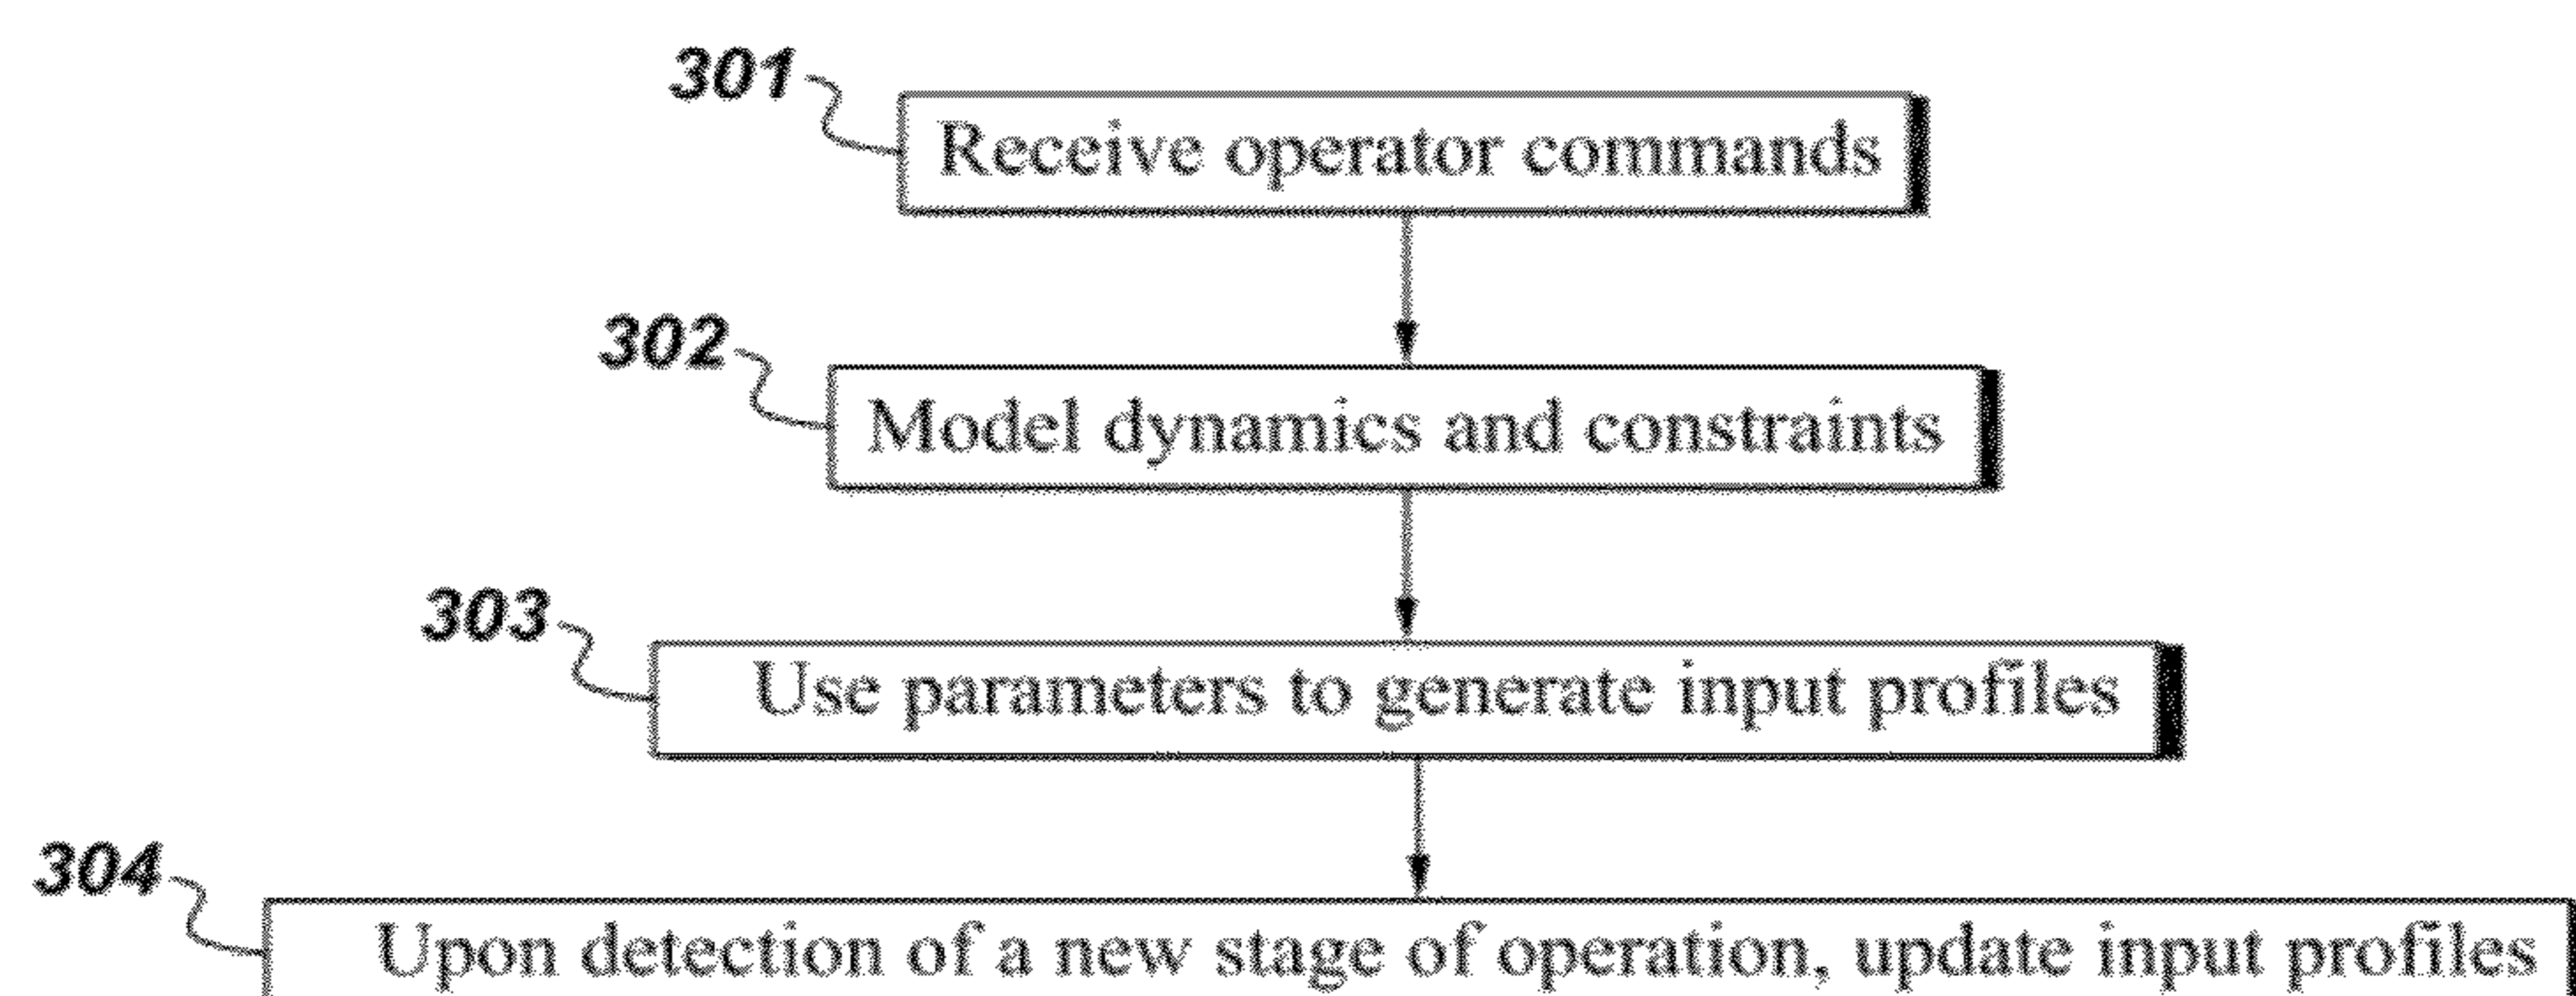 301
Receive operator commands
302
Model dynamics and constraints
303
Use parameters to generate input profiles
304
Upon detection of a new stage of operation, update input profiles